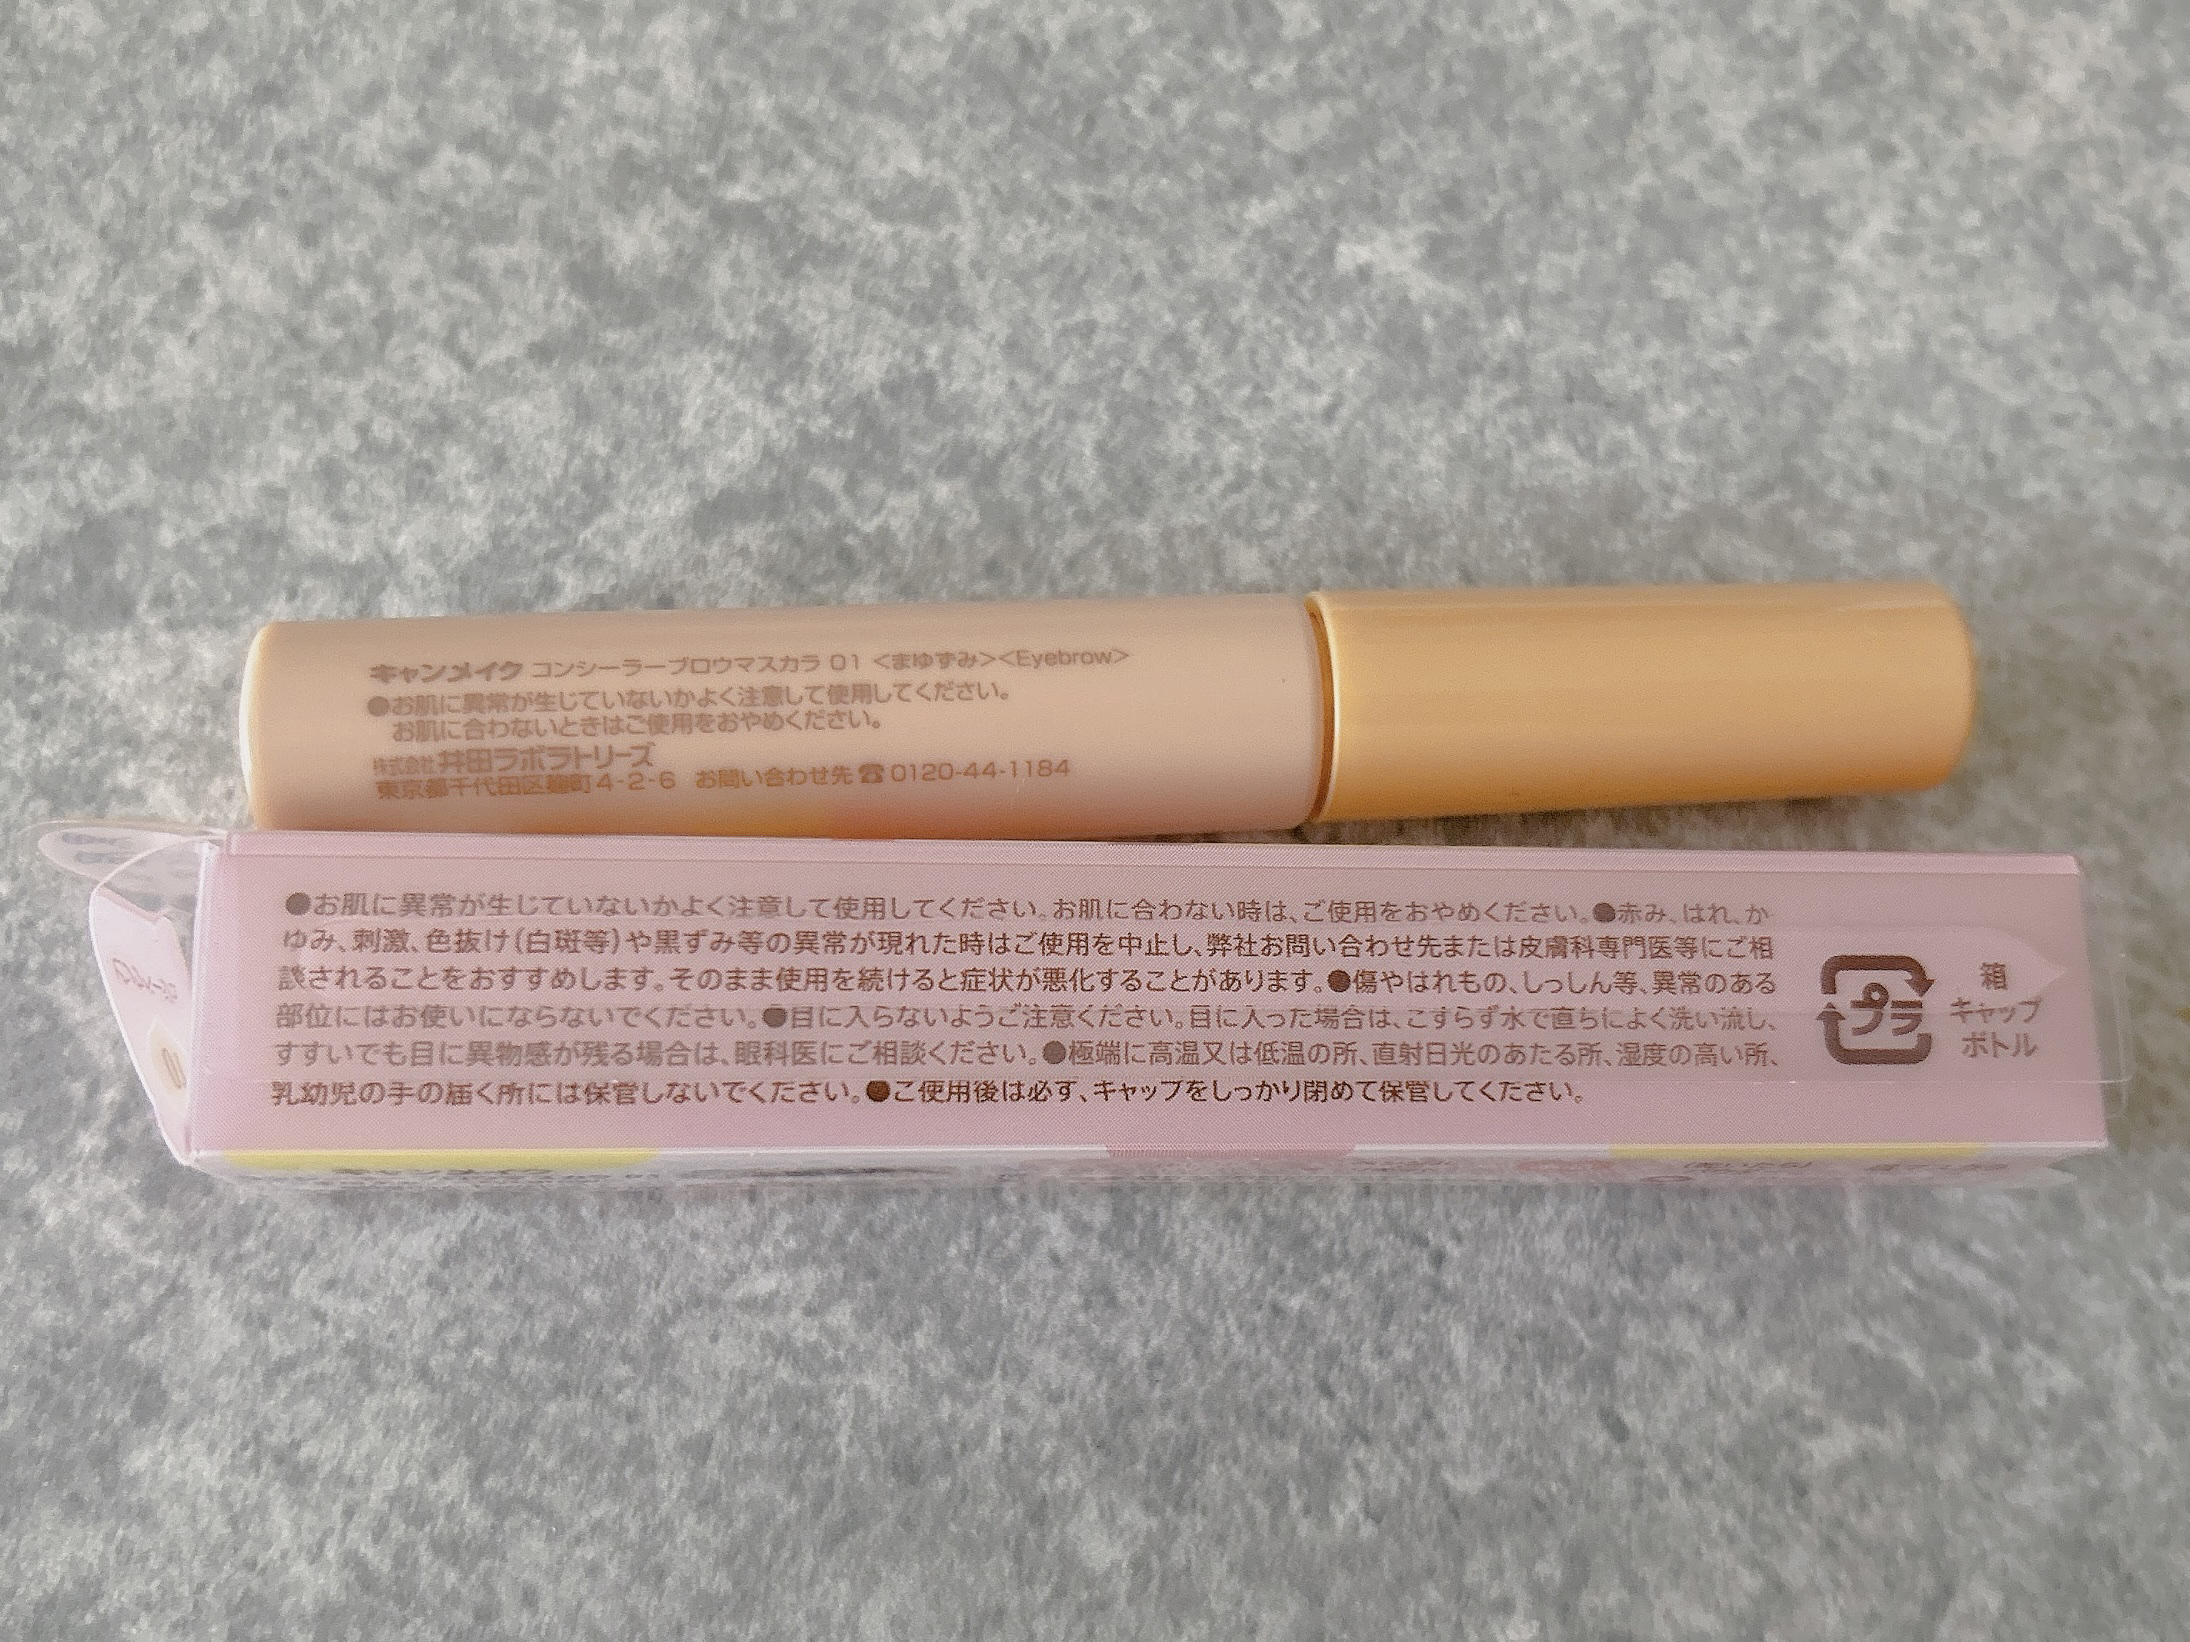 キャンメイク コンシーラーブロウマスカラ 01 <まゆずみ><Eyebrow>
●お肌に異常が生じていないかよく注意して使用してください。
お肌に合わないときはご使用をおやめください。
株式会社 井田ラボラトリーズ
東京都千代田区麹町4-2-6 お問い合わせ先☎0120-44-1184
●お肌に異常が生じていないかよく注意して使用してください。お肌に合わない時は、ご使用をおやめください。●赤み、はれ、か
ゆみ、刺激、色抜け(白斑等)や黒ずみ等の異常が現れた時はご使用を中止し、弊社お問い合わせ先または皮膚科専門医等にご相
談されることをおすすめします。そのまま使用を続けると症状が悪化することがあります。●傷やはれもの、しっしん等、異常のある
部位にはお使いにならないでください。●目に入らないようご注意ください。目に入った場合は、こすらず水で直ちによく洗い流し、
すすいでも目に異物感が残る場合は、眼科医にご相談ください。●極端に高温又は低温の所、直射日光のあたる所、湿度の高い所、
乳幼児の手の届く所には保管しないでください。●ご使用後は必ず、キャップをしっかり閉めて保管してください。
プラ
箱
キャップ
ボトル
01